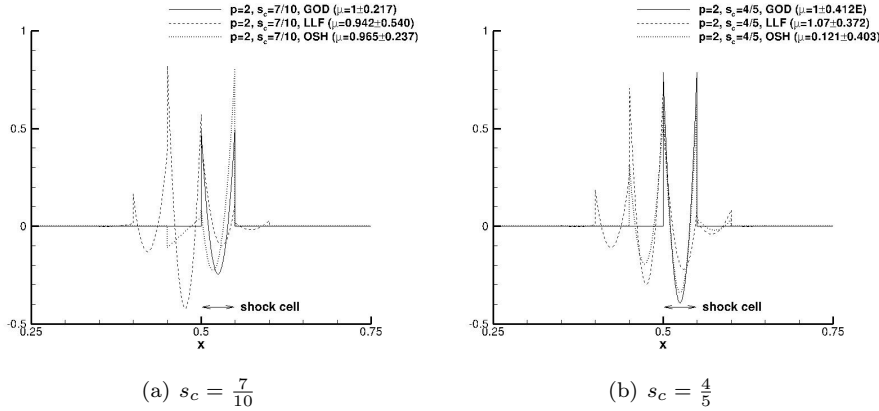 p=2, s_c=7/10, GOD (μ=1±0.217)
p=2, s_c=7/10, LLF (μ=0.942±0.540)
p=2, s_c=7/10, OSH (μ=0.965±0.237)
1
0.5
0
-0.5
0.25
0.5
0.75
x
shock cell
(a) s_c = 7/10
p=2, s_c=4/5, GOD (μ=1±0.412E)
p=2, s_c=4/5, LLF (μ=1.07±0.372)
p=2, s_c=4/5, OSH (μ=0.121±0.403)
1
0.5
0
-0.5
0.25
0.5
0.75
x
shock cell
(b) s_c = 4/5